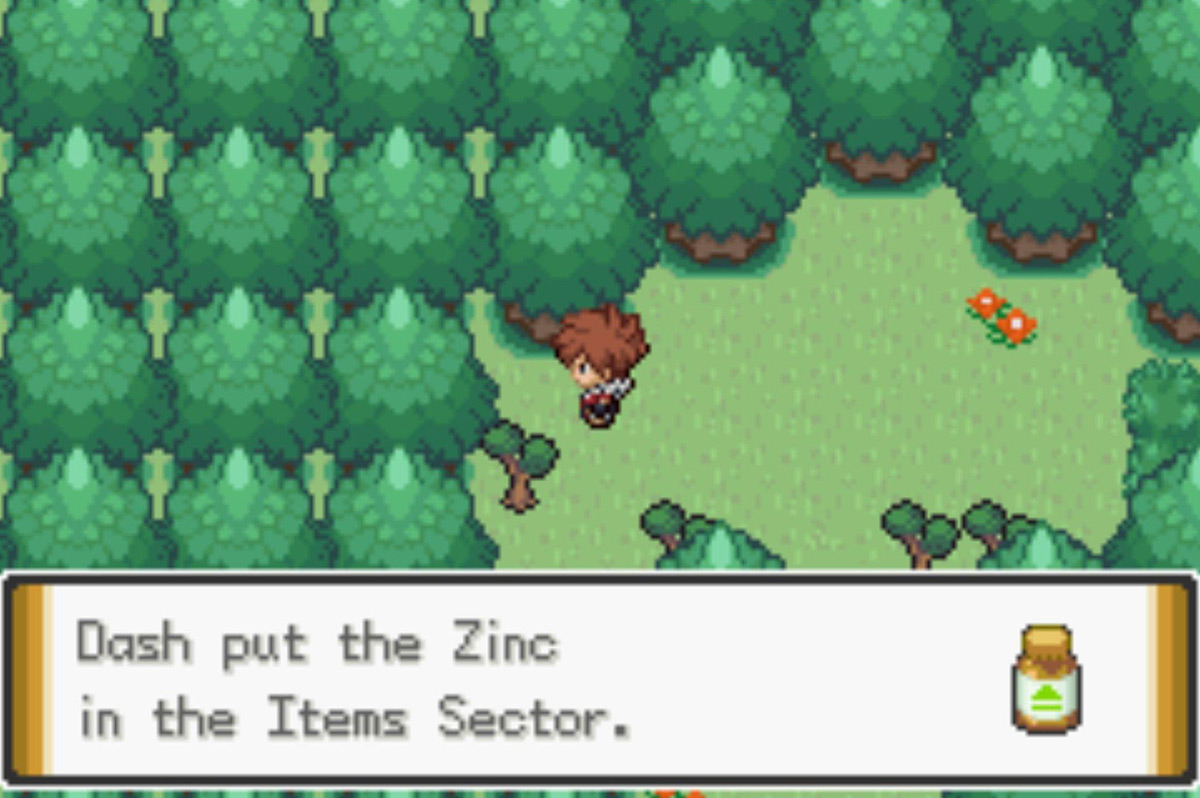 Dash put the Zinc
in the Items Sector.